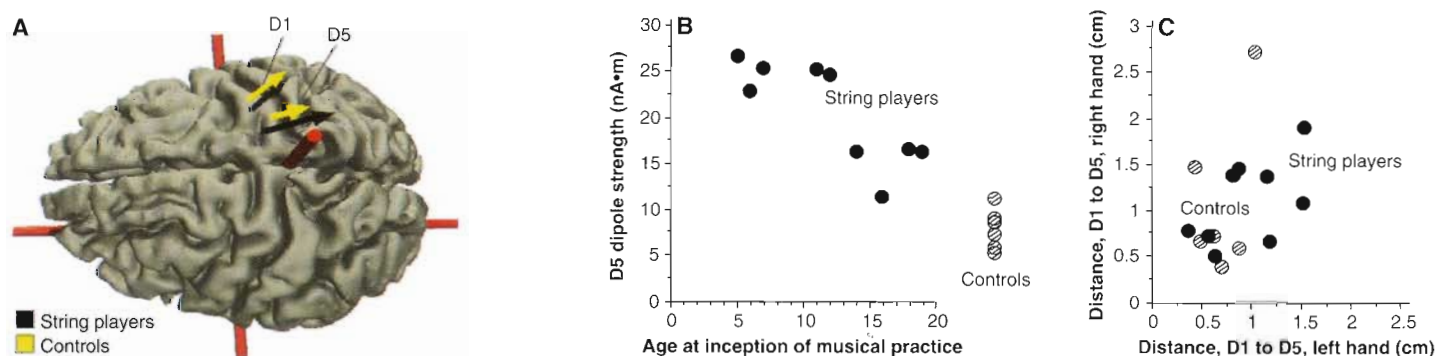 A
D1
D5
String players
Controls
B
D5 dipole strength (nA•m)
30
25
20
15
10
5
0
0 5 10 15 20
Age at inception of musical practice
String players
Controls
C
Distance, D1 to D5, right hand (cm)
3
2.5
2
1.5
1
0.5
0
0 0.5 1 1.5 2 2.5
Distance, D1 to D5, left hand (cm)
String players
Controls